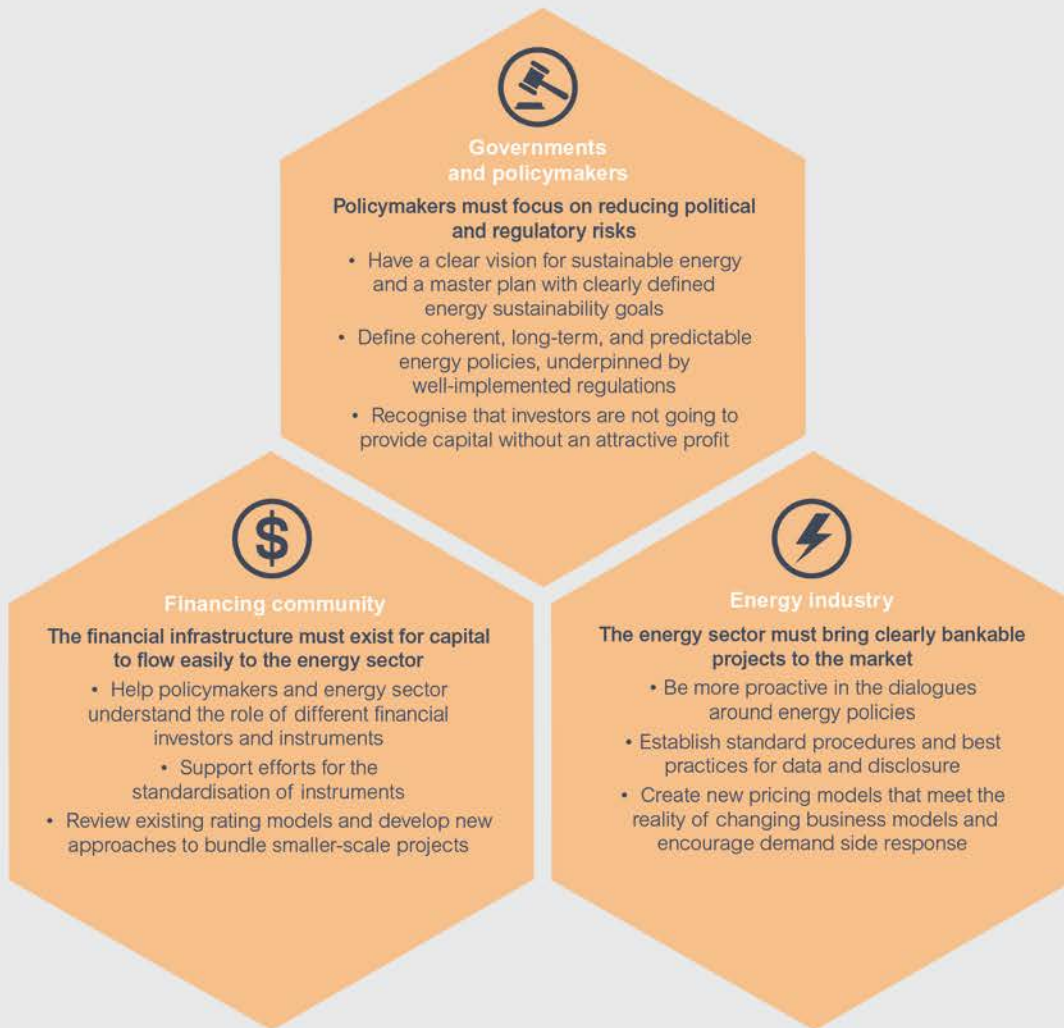 Governments
and policymakers
Policymakers must focus on reducing political
and regulatory risks
• Have a clear vision for sustainable energy
and a master plan with clearly defined
energy sustainability goals
• Define coherent, long-term, and predictable
energy policies, underpinned by
well-implemented regulations
• Recognise that investors are not going to
provide capital without an attractive profit
$
Financing community
The financial infrastructure must exist for capital
to flow easily to the energy sector
• Help policymakers and energy sector
understand the role of different financial
investors and instruments
• Support efforts for the
standardisation of instruments
• Review existing rating models and develop new
approaches to bundle smaller-scale projects
Energy industry
The energy sector must bring clearly bankable
projects to the market
• Be more proactive in the dialogues
around energy policies
• Establish standard procedures and best
practices for data and disclosure
• Create new pricing models that meet the
reality of changing business models and
encourage demand side response